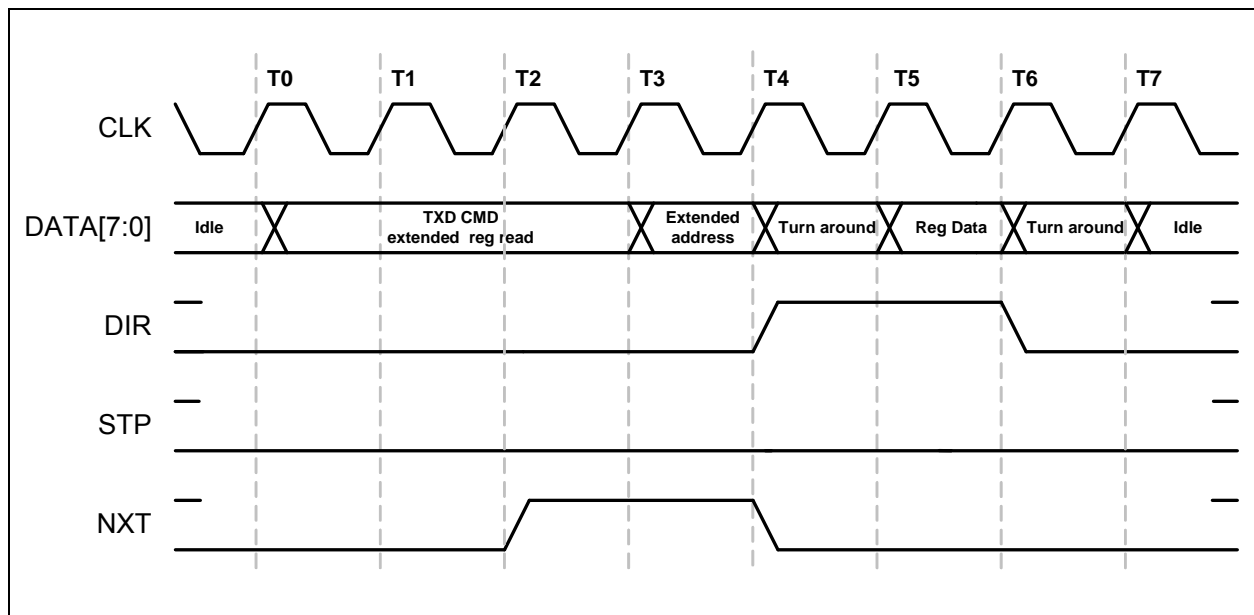 T0 T1 T2 T3 T4 T5 T6 T7
CLK
DATA[7:0]
Idle
TXD CMD
extended reg read
Extended
address
Turn around
Reg Data
Turn around
Idle
DIR
STP
NXT